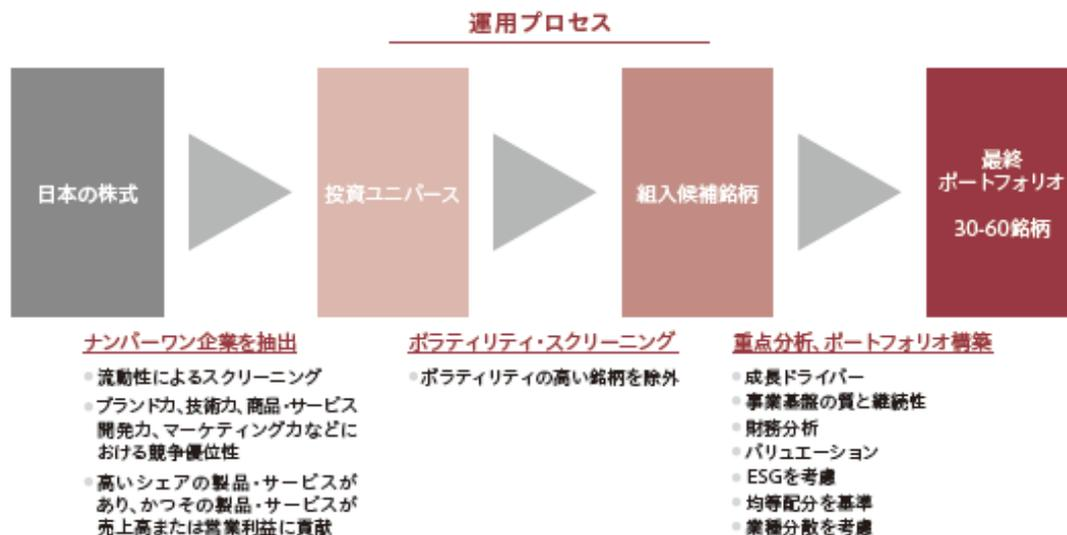 運用プロセス
日本の株式
投資ユニバース
組入候補銘柄
最終
ポートフォリオ
30-60銘柄
ナンバーワン企業を抽出
流動性によるスクリーニング
ブランド力、技術力、商品・サービス
開発力、マーケティング力などに
おける競争優位性
高いシェアの製品・サービスが
あり、かつその製品・サービスが
売上高または営業利益に貢献
ボラティリティ・スクリーニング
ボラティリティの高い銘柄を除外
重点分析、ポートフォリオ構築
成長ドライバー
事業基盤の質と継続性
財務分析
バリュエーション
ESGを考慮
均等配分を基準
業種分散を考慮